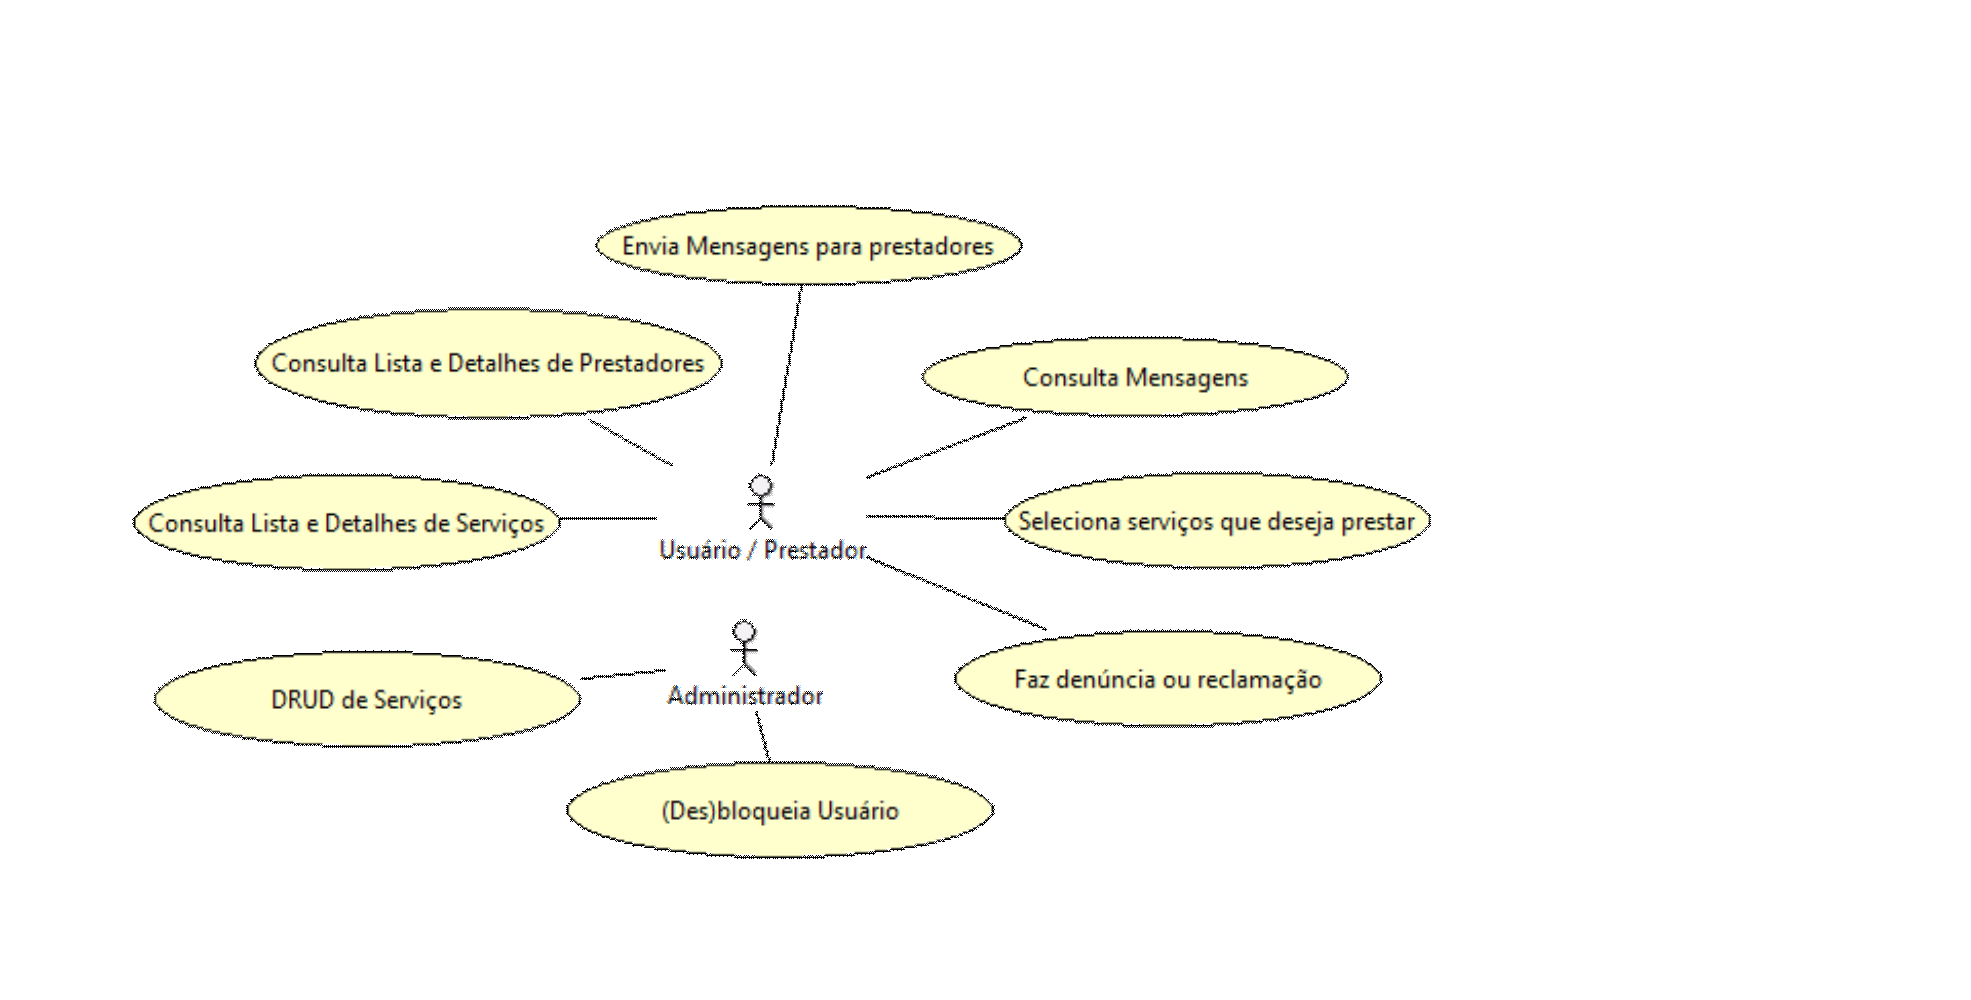 Envia Mensagens para prestadores
Consulta Lista e Detalhes de Prestadores
Consulta Mensagens
Consulta Lista e Detalhes de Serviços
Seleciona serviços que deseja prestar
Usuário / Prestador
Faz denúncia ou reclamação
DRUD de Serviços
Administrador
(Des)bloqueia Usuário